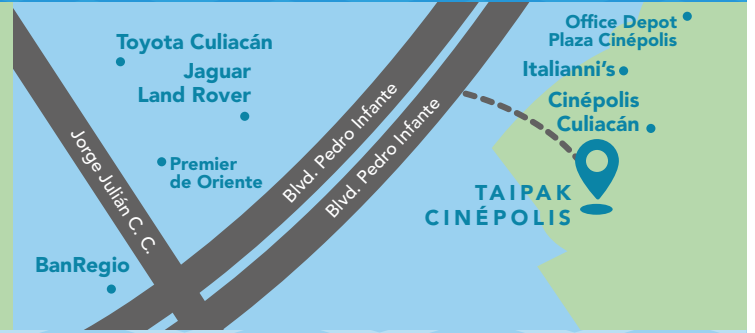 Office Depot
Plaza Cinépolis
Toyota Culiacán
Jaguar
Land Rover
Italianni's
Cinépolis
Culiacán
Blvd. Pedro Infante
Blvd. Pedro Infante
Jorge Julián C. C.
Premier
de Oriente
TAIPAK
CINÉPOLIS
BanRegio